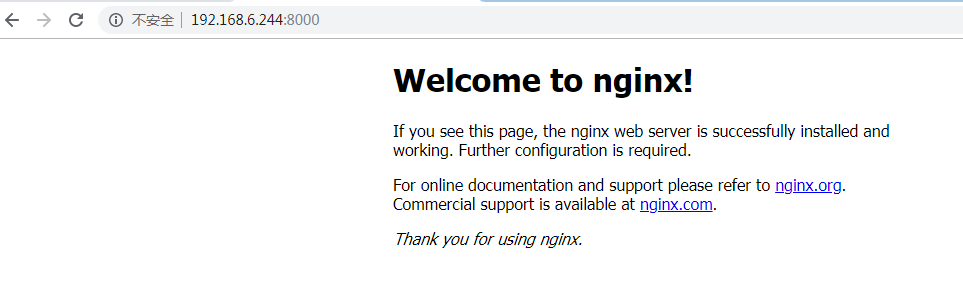 不安全 192.168.6.244:8000
Welcome to nginx!
If you see this page, the nginx web server is successfully installed and
working. Further configuration is required.
For online documentation and support please refer to nginx.org.
Commercial support is available at nginx.com.
Thank you for using nginx.